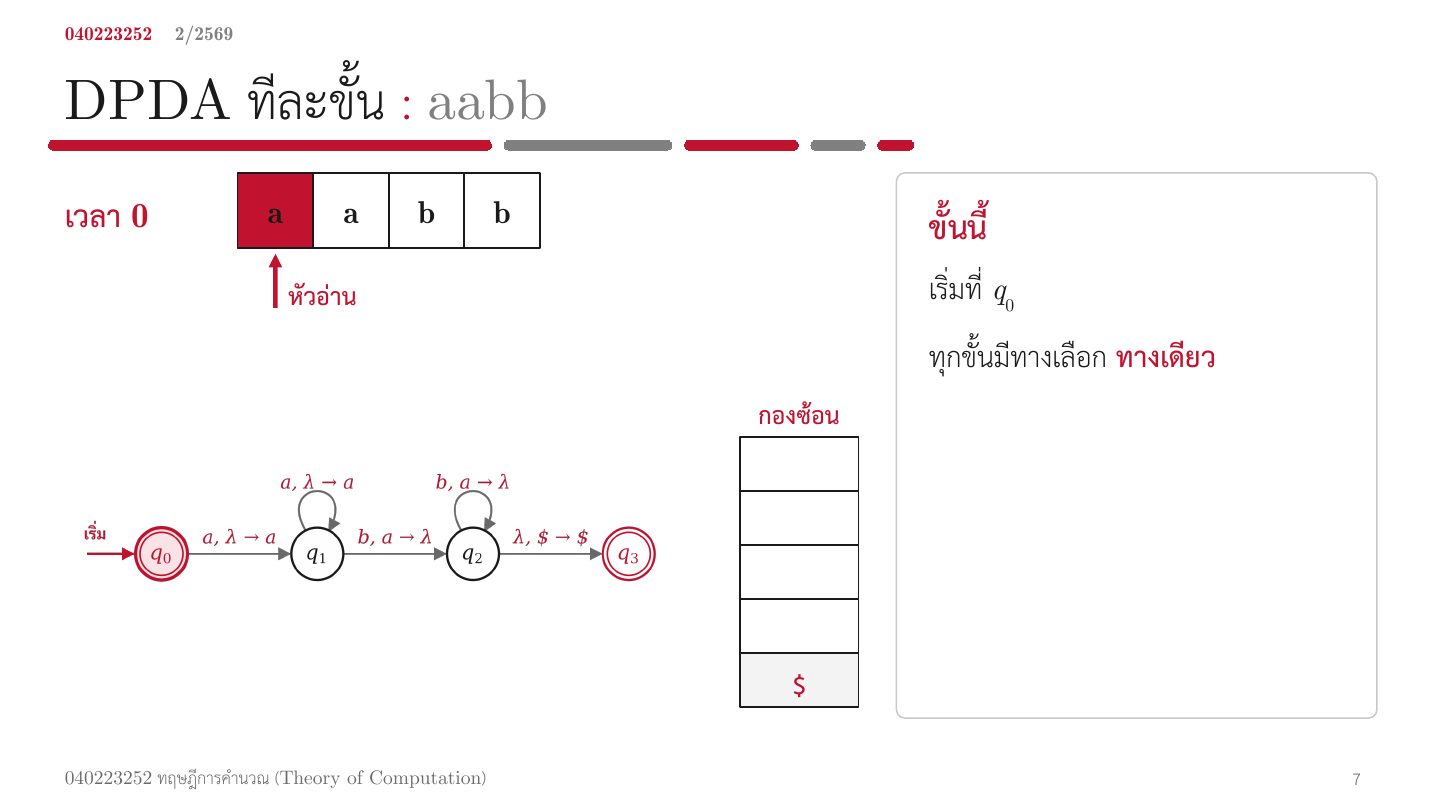 040223252 2/2569
DPDA ทีละขั้น : aabb
เวลา 0
a a b b
หัวอ่าน
ขั้นนี้
เริ่มที่ q0
ทุกขั้นมีทางเลือก ทางเดียว
กองซ้อน
$
a, λ → a
b, a → λ
เริ่ม
a, λ → a
b, a → λ
λ, $ → $
q0
q1
q2
q3
040223252 ทฤษฎีการคำนวณ (Theory of Computation)
7